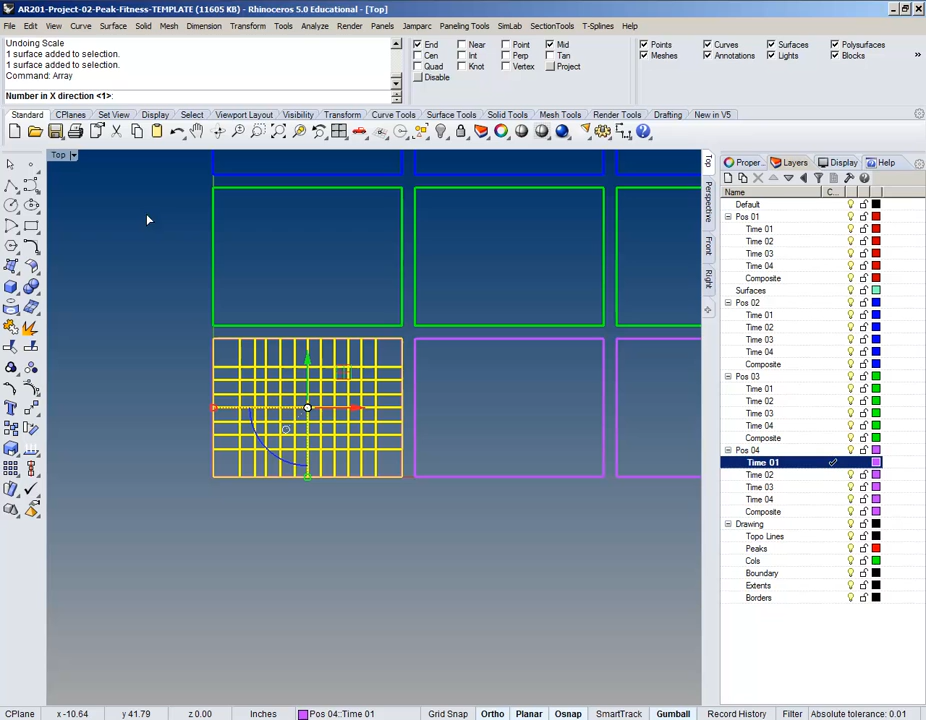 AR201-Project-02-Peak-Fitness-TEMPLATE (11605 KB) - Rhinoceros 5.0 Educational - [Top]
File Edit View Curve Surface Solid Mesh Dimension Transform Tools Analyze Render Panels Jamparc Paneling Tools SimLab SectionTools T-Splines Help
Undoing Scale
1 surface added to selection.
1 surface added to selection.
Command: Array
Number in X direction <1>:
End Near Point Mid
Cen Int Perp Tan
Quad Knot Vertex Project
Disable
Points Curves Surfaces Polysurfaces
Meshes Annotations Lights Blocks
Standard CPlanes Set View Display Select Viewport Layout Visibility Transform Curve Tools Surface Tools Solid Tools Mesh Tools Render Tools Drafting New in V5
Top
Top
Perspective
Front
Right
Proper... Layers Display Help
Name C...
Default
Pos 01
Time 01
Time 02
Time 03
Time 04
Composite
Surfaces
Pos 02
Time 01
Time 02
Time 03
Time 04
Composite
Pos 03
Time 01
Time 02
Time 03
Time 04
Composite
Pos 04
Time 01
Time 02
Time 03
Time 04
Composite
Drawing
Topo Lines
Peaks
Cols
Boundary
Extents
Borders
CPlane x -10.64 y 41.79 z 0.00 Inches Pos 04::Time 01 Grid Snap Ortho Planar Osnap SmartTrack Gumball Record History Filter Absolute tolerance: 0.01